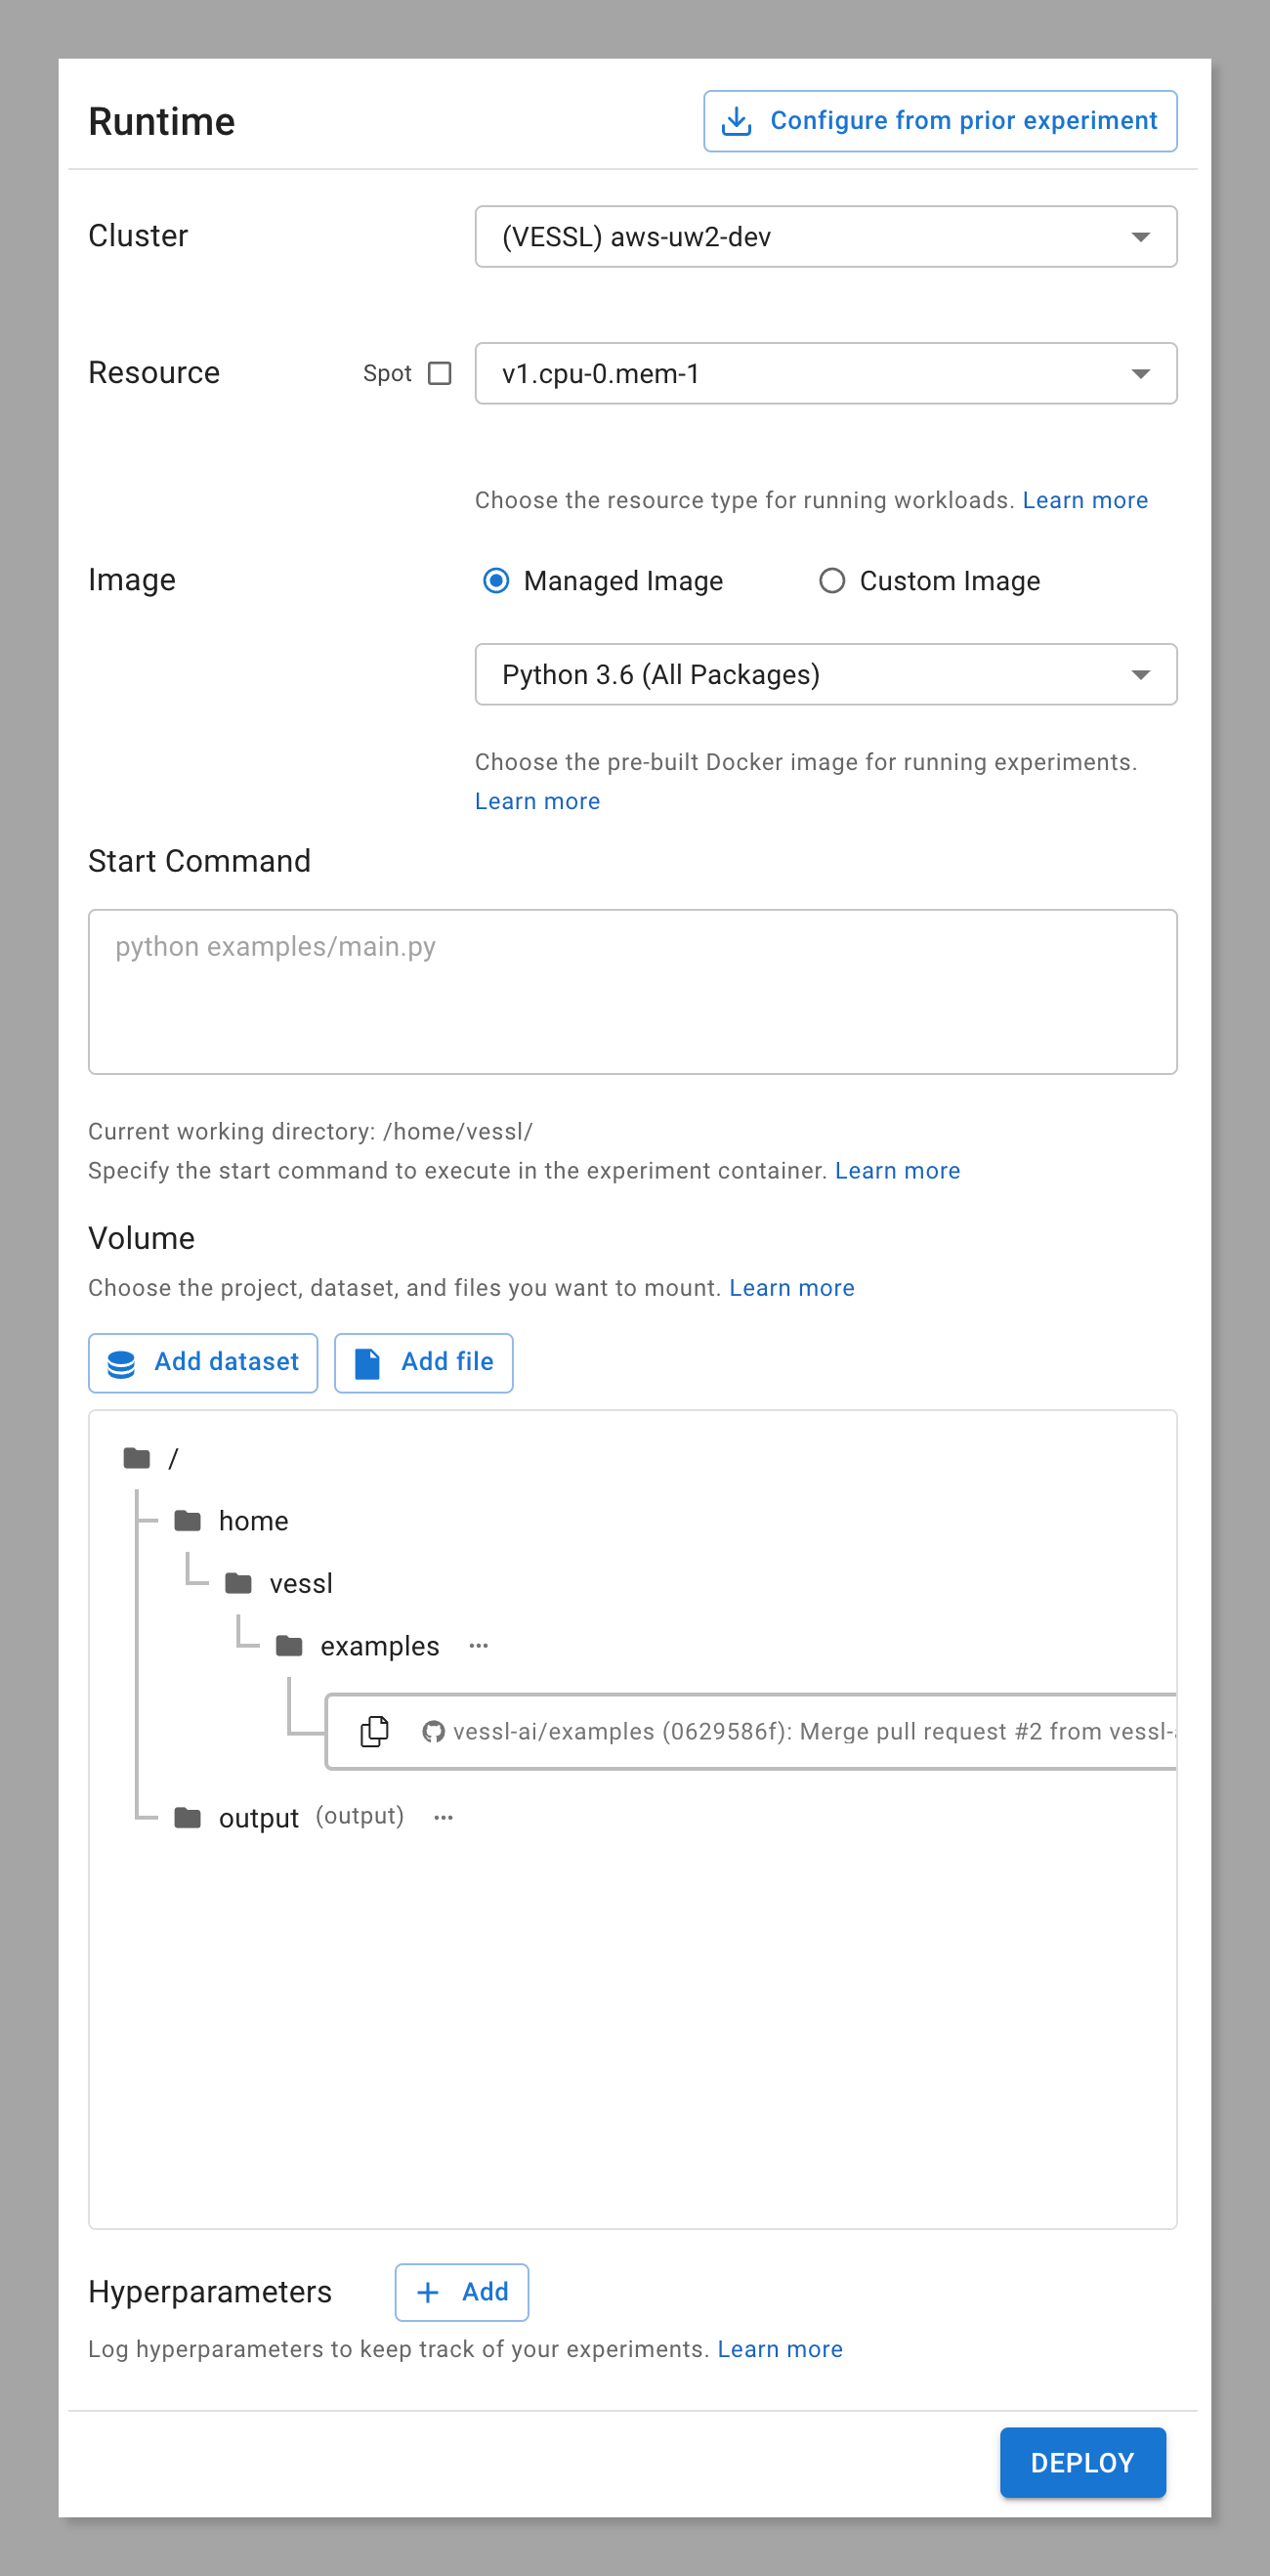 Runtime
Configure from prior experiment
Cluster
(VESSL) aws-uw2-dev
Resource
Spot
v1.cpu-0.mem-1
Choose the resource type for running workloads. Learn more
Image
Managed Image
Custom Image
Python 3.6 (All Packages)
Choose the pre-built Docker image for running experiments.
Learn more
Start Command
python examples/main.py
Current working directory: /home/vessl/
Specify the start command to execute in the experiment container. Learn more
Volume
Choose the project, dataset, and files you want to mount. Learn more
Add dataset
Add file
/
home
vessl
examples ...
vessl-ai/examples (0629586f): Merge pull request #2 from vessl-
output (output) ...
Hyperparameters
+ Add
Log hyperparameters to keep track of your experiments. Learn more
DEPLOY